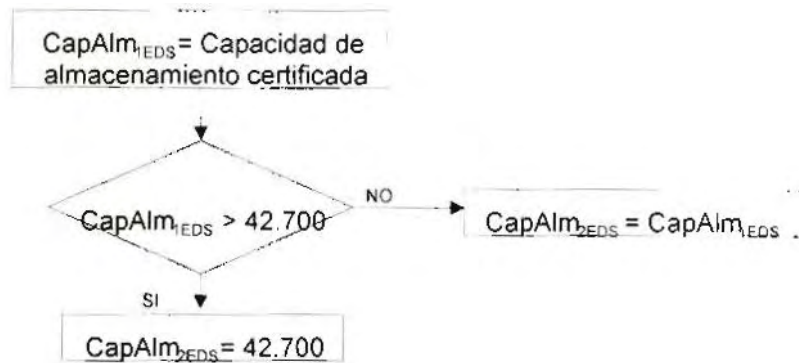 CapAlm1EDS = Capacidad de
almacenamiento certificada
CapAlm1EDS > 42.700
NO
CapAlm2EDS = CapAlm1EDS
SI
CapAlm2EDS = 42.700